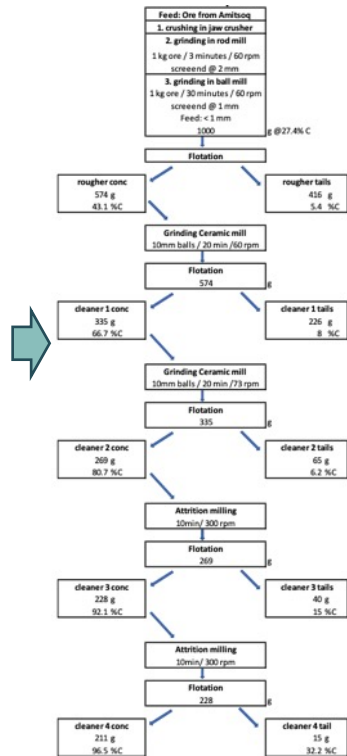 Feed: Ore from Amitsoq
1. crushing in jaw crusher
2. grinding in rod mill
1 kg ore / 3 minutes / 60 rpm
screeend @ 2 mm
3. grinding in ball mill
1 kg ore / 30 minutes / 60 rpm
screeend @ 1 mm
Feed: < 1 mm
1000 g @27.4% C
Flotation
rougher conc
574 g
43.1 %C
rougher tails
416 g
5.4 %C
Grinding Ceramic mill
10mm balls / 20 min /60 rpm
Flotation
574 g
cleaner 1 conc
335 g
66.7 %C
cleaner 1 tails
226 g
8 %C
Grinding Ceramic mill
10mm balls / 20 min /73 rpm
Flotation
335 g
cleaner 2 conc
269 g
80.7 %C
cleaner 2 tails
65 g
6.2 %C
Attrition milling
10min/ 300 rpm
Flotation
269 g
cleaner 3 conc
228 g
92.1 %C
cleaner 3 tails
40 g
15 %C
Attrition milling
10min/ 300 rpm
Flotation
228 g
cleaner 4 conc
211 g
96.5 %C
cleaner 4 tail
15 g
32.2 %C